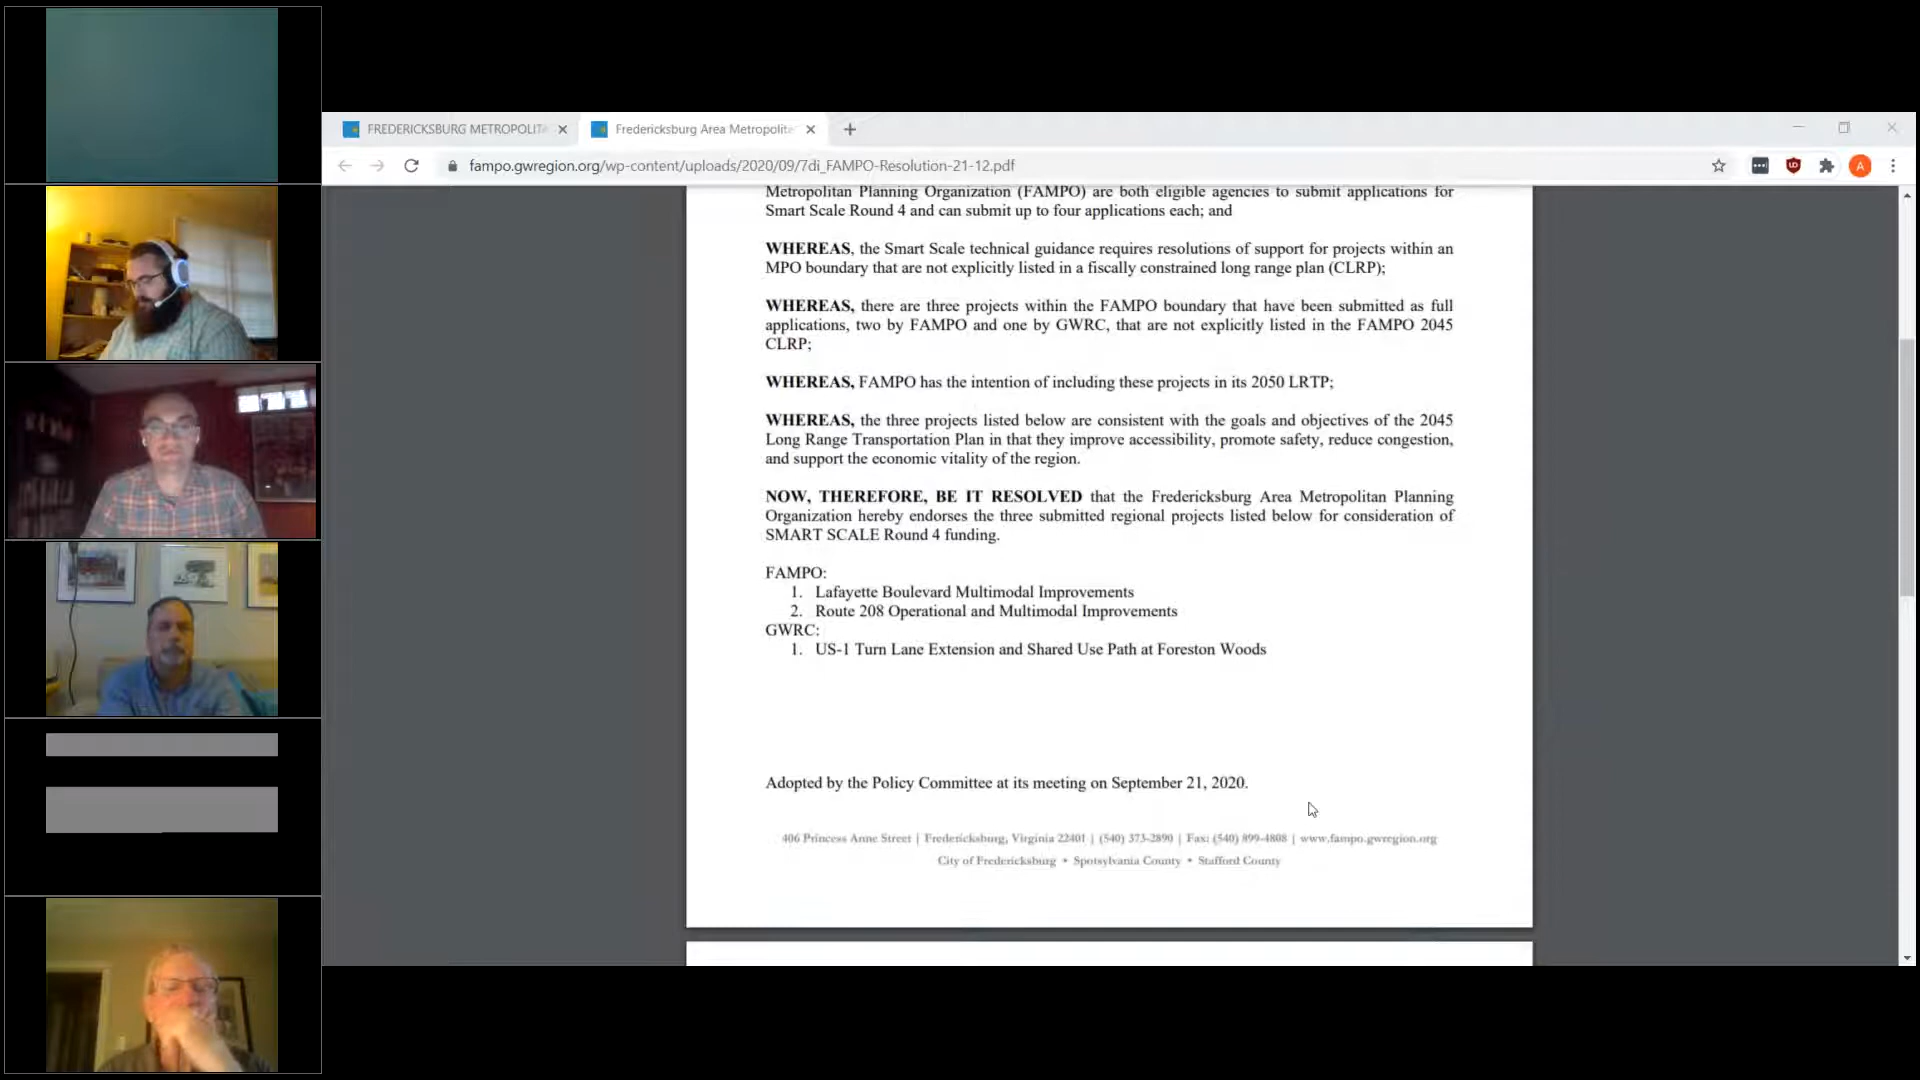 FREDERICKSBURG METROPOLIT
Fredericksburg Area Metropolit
fampo.gwregion.org/wp-content/uploads/2020/09/7di_FAMPO-Resolution-21-12.pdf
A
Metropolitan Planning Organization (FAMPO) are both eligible agencies to submit applications for
Smart Scale Round 4 and can submit up to four applications each; and
WHEREAS, the Smart Scale technical guidance requires resolutions of support for projects within an
MPO boundary that are not explicitly listed in a fiscally constrained long range plan (CLRP);
WHEREAS, there are three projects within the FAMPO boundary that have been submitted as full
applications, two by FAMPO and one by GWRC, that are not explicitly listed in the FAMPO 2045
CLRP;
WHEREAS, FAMPO has the intention of including these projects in its 2050 LRTP;
WHEREAS, the three projects listed below are consistent with the goals and objectives of the 2045
Long Range Transportation Plan in that they improve accessibility, promote safety, reduce congestion,
and support the economic vitality of the region.
NOW, THEREFORE, BE IT RESOLVED that the Fredericksburg Area Metropolitan Planning
Organization hereby endorses the three submitted regional projects listed below for consideration of
SMART SCALE Round 4 funding.
FAMPO:
1. Lafayette Boulevard Multimodal Improvements
2. Route 208 Operational and Multimodal Improvements
GWRC:
1. US-1 Turn Lane Extension and Shared Use Path at Foreston Woods
Adopted by the Policy Committee at its meeting on September 21, 2020.
406 Princess Anne Street | Fredericksburg, Virginia 22401 | (540) 373-2890 | Fax: (540) 899-4808 | www.fampo.gwregion.org
City of Fredericksburg • Spotsylvania County • Stafford County